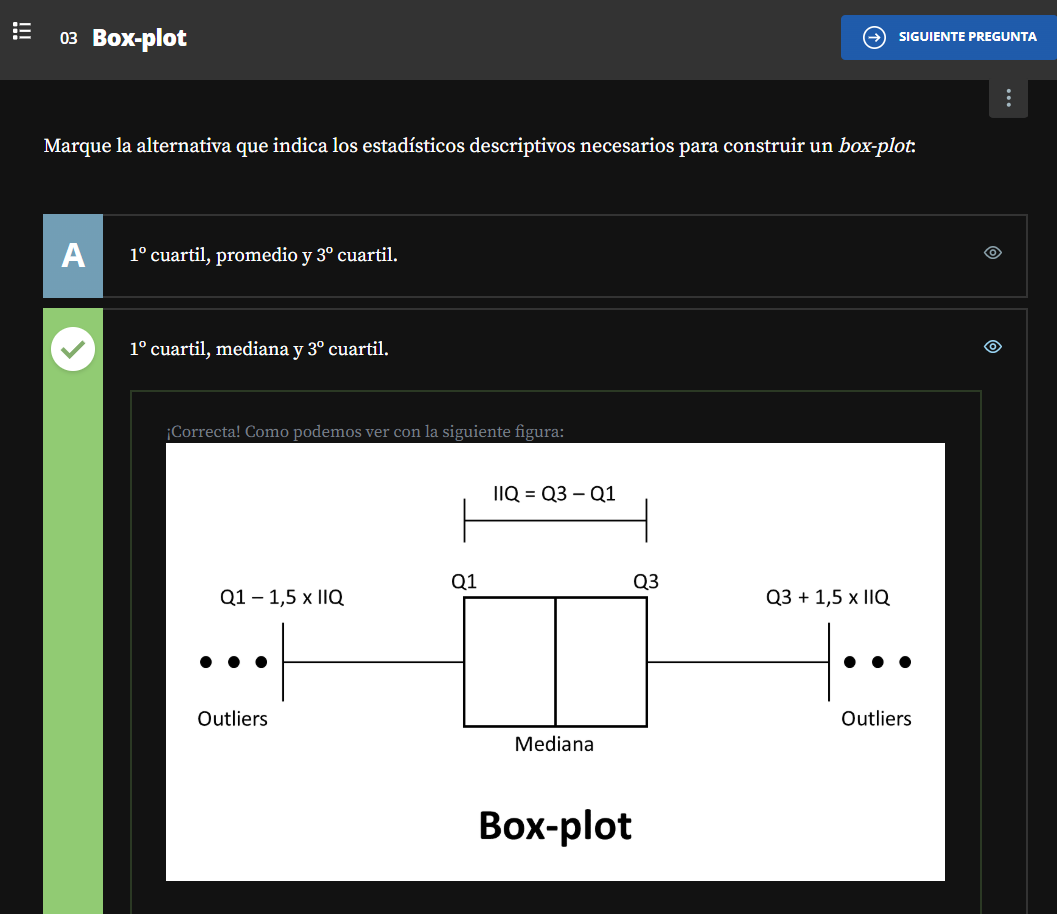 03 Box-plot
SIGUIENTE PREGUNTA
Marque la alternativa que indica los estadísticos descriptivos necesarios para construir un box-plot:
A
1º cuartil, promedio y 3º cuartil.
1º cuartil, mediana y 3º cuartil.
¡Correcta! Como podemos ver con la siguiente figura:
IIQ = Q3 – Q1
Q1
Q3
Q1 – 1,5 x IIQ
Q3 + 1,5 x IIQ
Outliers
Outliers
Mediana
Box-plot